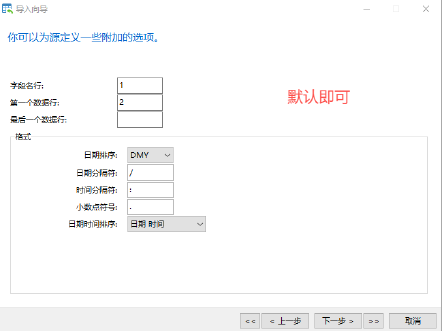 导入向导
你可以为源定义一些附加的选项。
字段名行: 1
第一个数据行: 2
最后一个数据行:
默认即可
格式
日期排序: DMY
日期分隔符: /
时间分隔符: :
小数点符号: .
日期时间排序: 日期 时间
<< < 上一步 下一步 > >> 取消